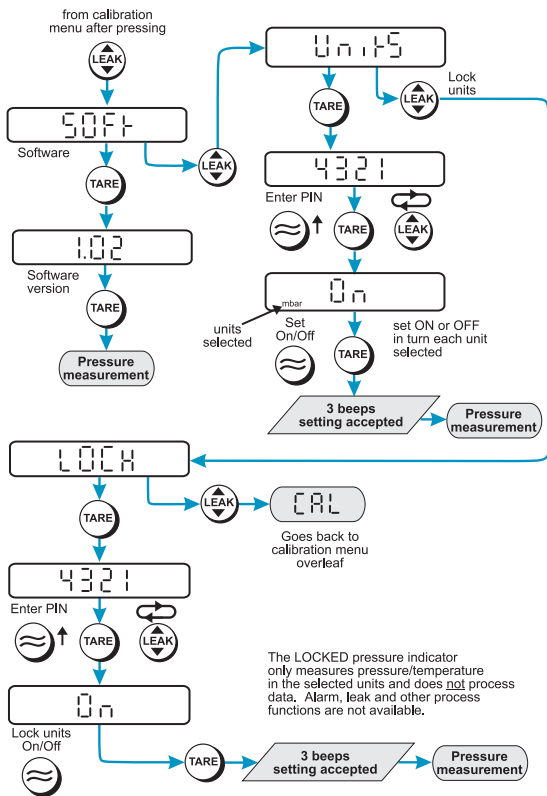 from calibration
menu after pressing
LEAK
SOFt
Software
LEAK
TARE
1.02
Software
version
TARE
Pressure
measurement
UnitS
Lock
units
TARE
LEAK
4321
Enter PIN
TARE
LEAK
On
mbar
units
selected
Set
On/Off
TARE
set ON or OFF
in turn each unit
selected
3 beeps
setting accepted
Pressure
measurement
LOCK
TARE
LEAK
CAL
Goes back to
calibration menu
overleaf
4321
Enter PIN
TARE
LEAK
On
Lock units
On/Off
The LOCKED pressure indicator
only measures pressure/temperature
in the selected units and does not process
data. Alarm, leak and other process
functions are not available.
TARE
3 beeps
setting accepted
Pressure
measurement